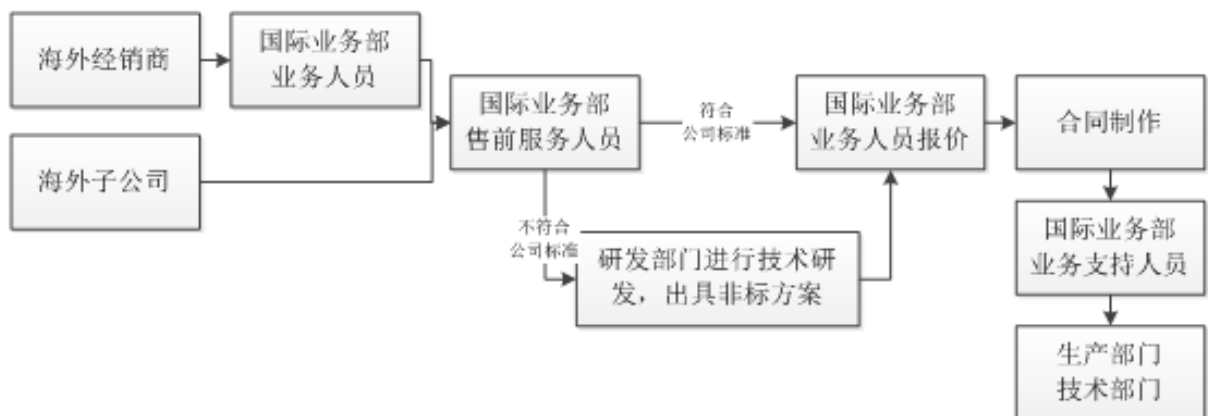 海外经销商
国际业务部
业务人员
海外子公司
国际业务部
售前服务人员
符合
公司标准
不符合
公司标准
研发部门进行技术研
发，出具非标方案
国际业务部
业务人员报价
合同制作
国际业务部
业务支持人员
生产部门
技术部门